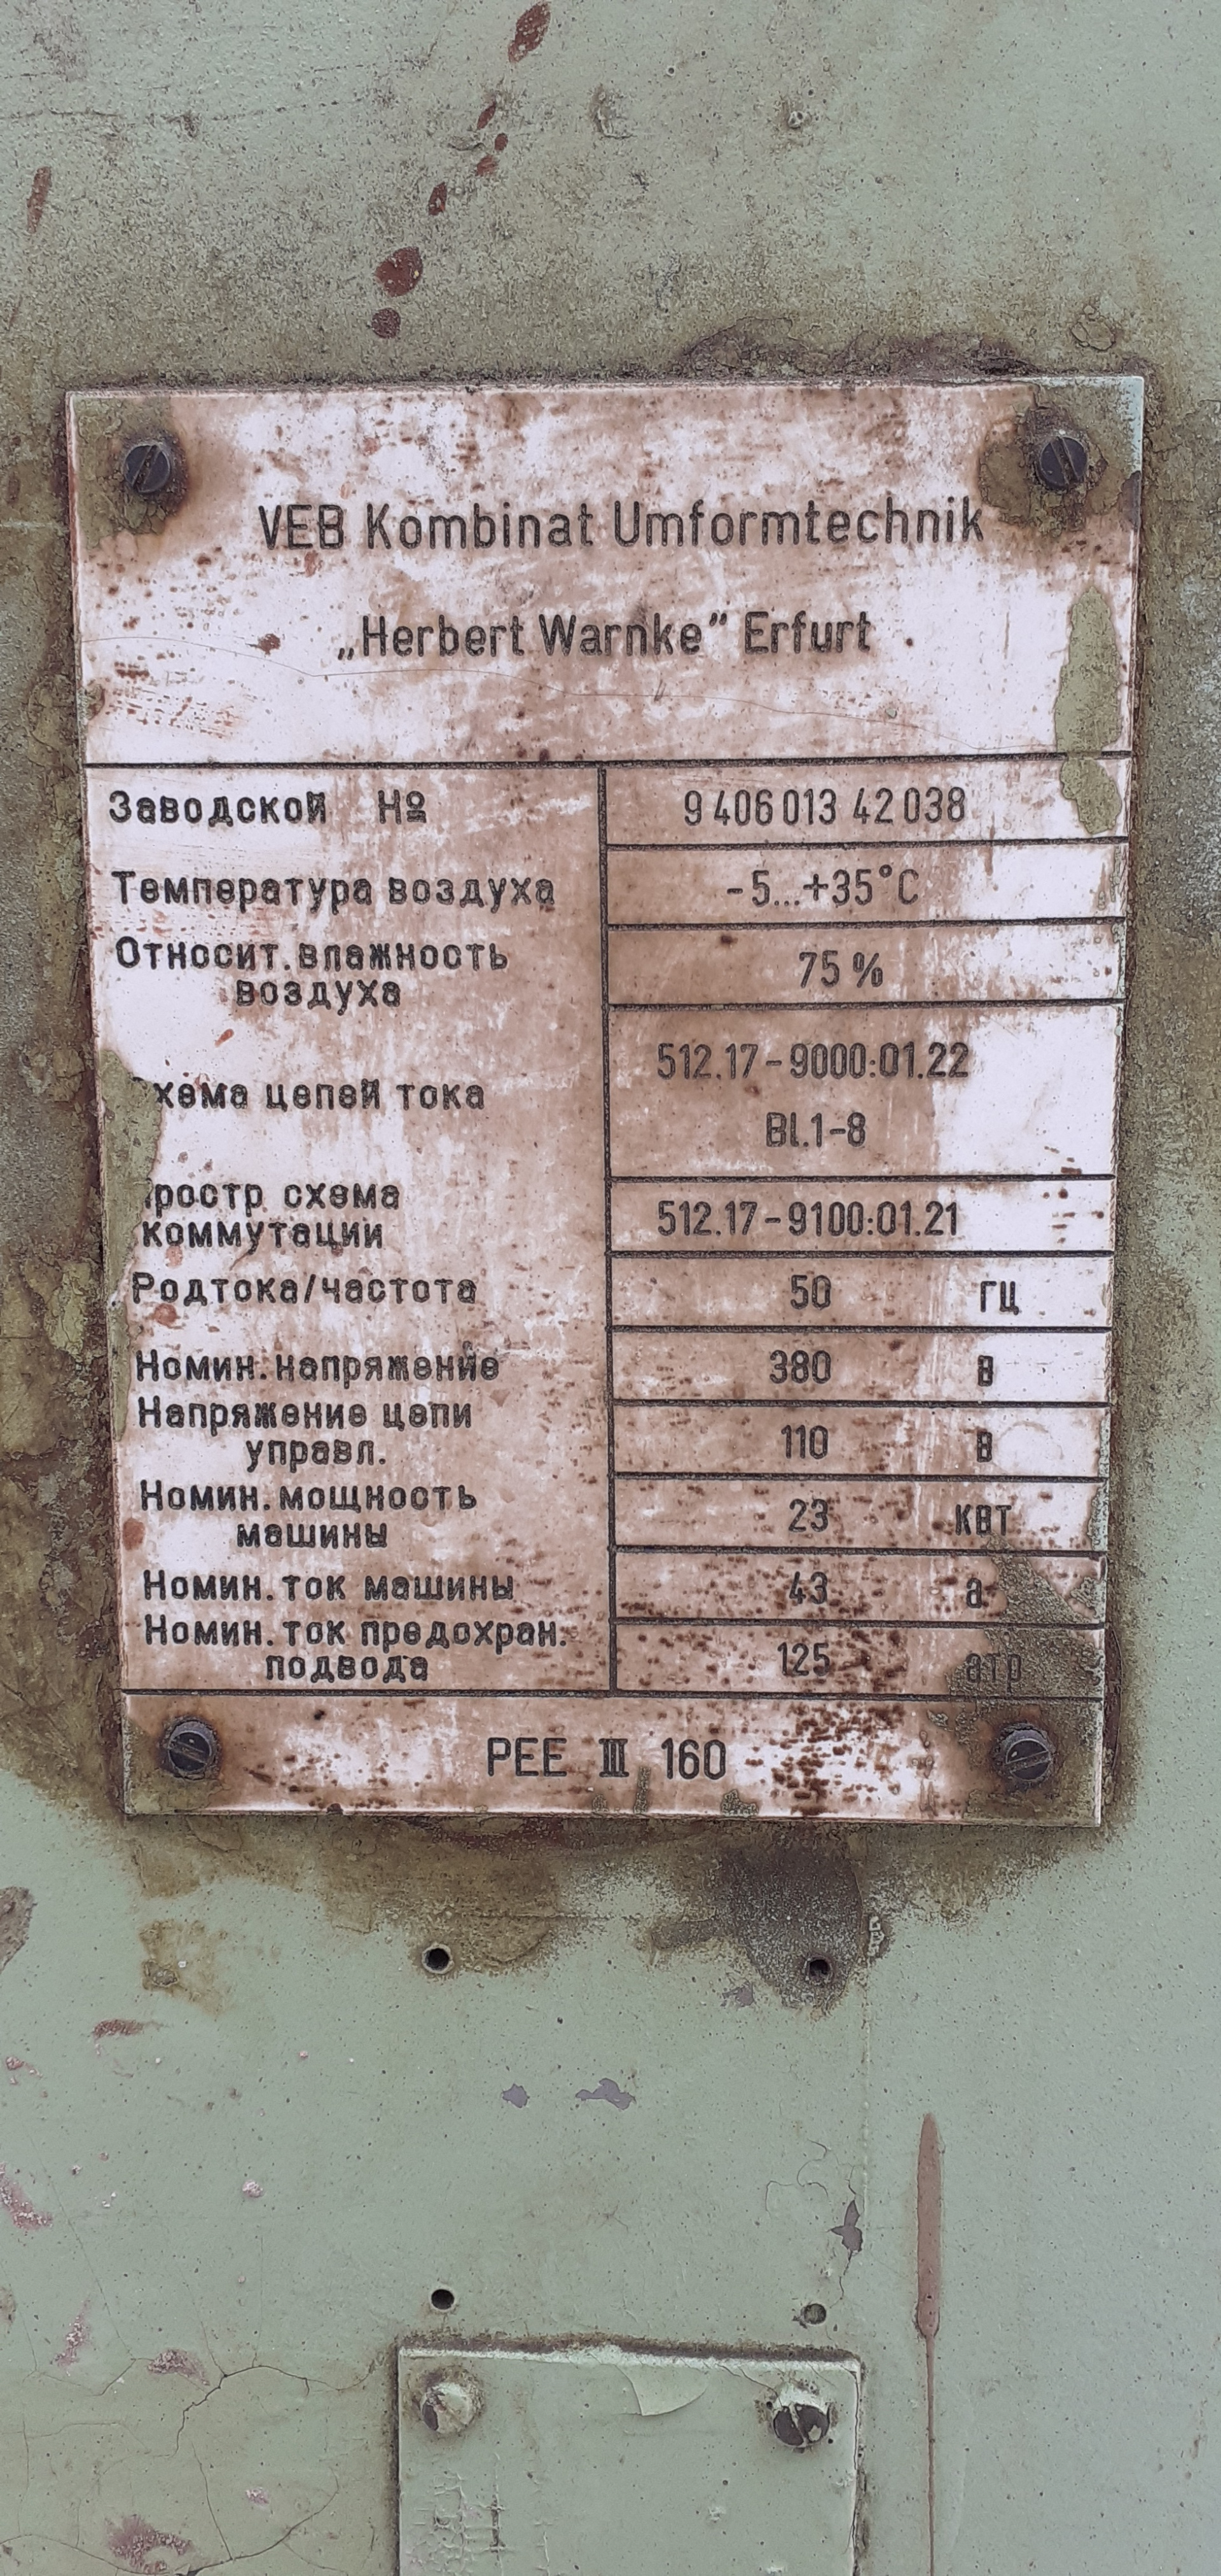 VEB Kombinat Umformtechnik
„Herbert Warnke” Erfurt
Заводской № 9 406 013 42 038
Температура воздуха -5...+35°C
Относит. влажность
воздуха 75 %
512.17-9000:01.22
цепей тока
Bl.1-8
схема
коммутации 512.17-9100:01.21
Родтока/частота 50 гц
Номин. напряжение 380 в
Напряжение цепи
управл. 110 в
Номин. мощность
машины 23 квт
Номин. ток машины 43 а
Номин. ток предохран.
подвода 125
PEE III 160